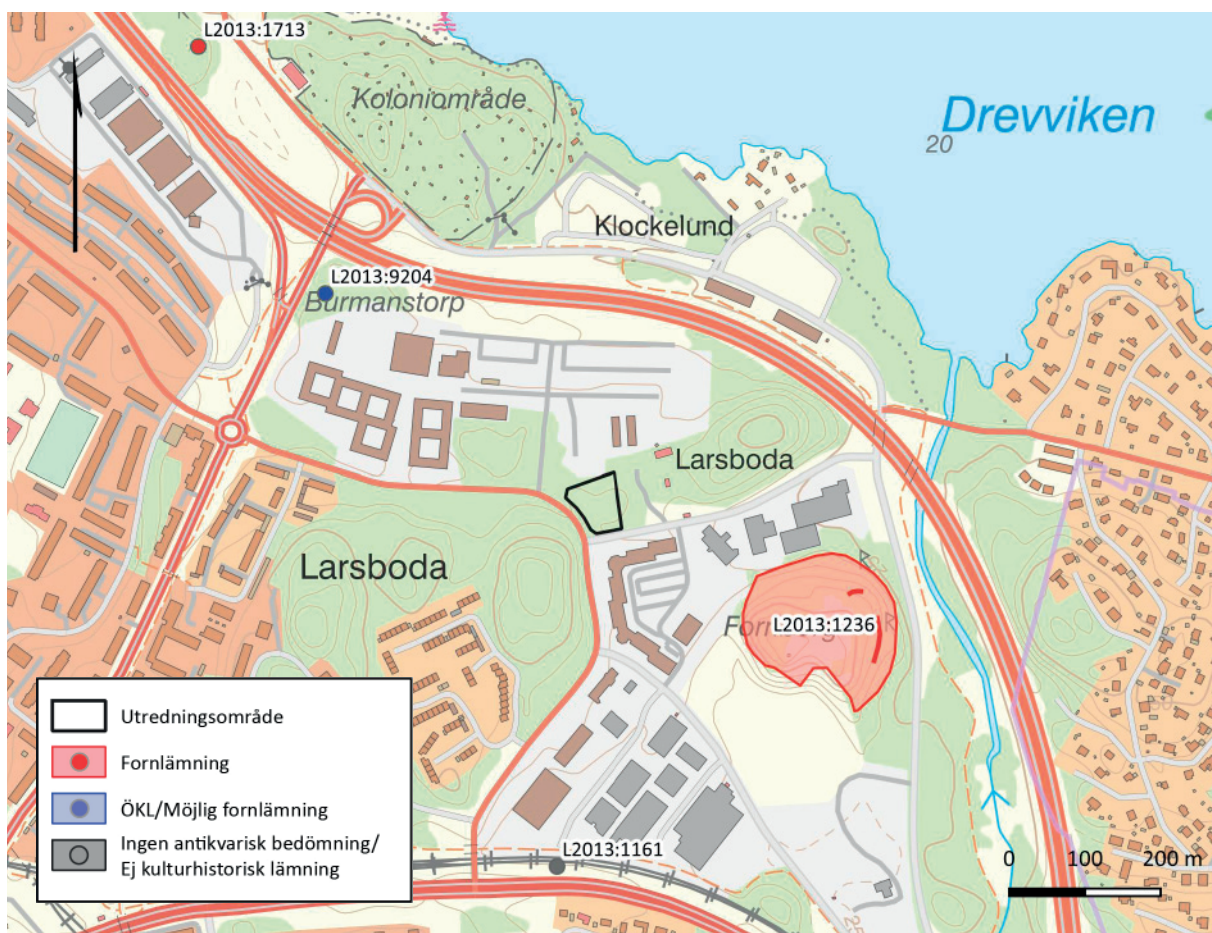 L2013:1713
Koloniområde
Drevviken
20
Klockelund
L2013:9204
Burmanstorp
Larsboda
Larsboda
L2013:1236
Utredningsområde
Fornlämning
ÖKL/Möjlig fornlämning
Ingen antikvarisk bedömning/
Ej kulturhistorisk lämning
L2013:1161
0 100 200 m